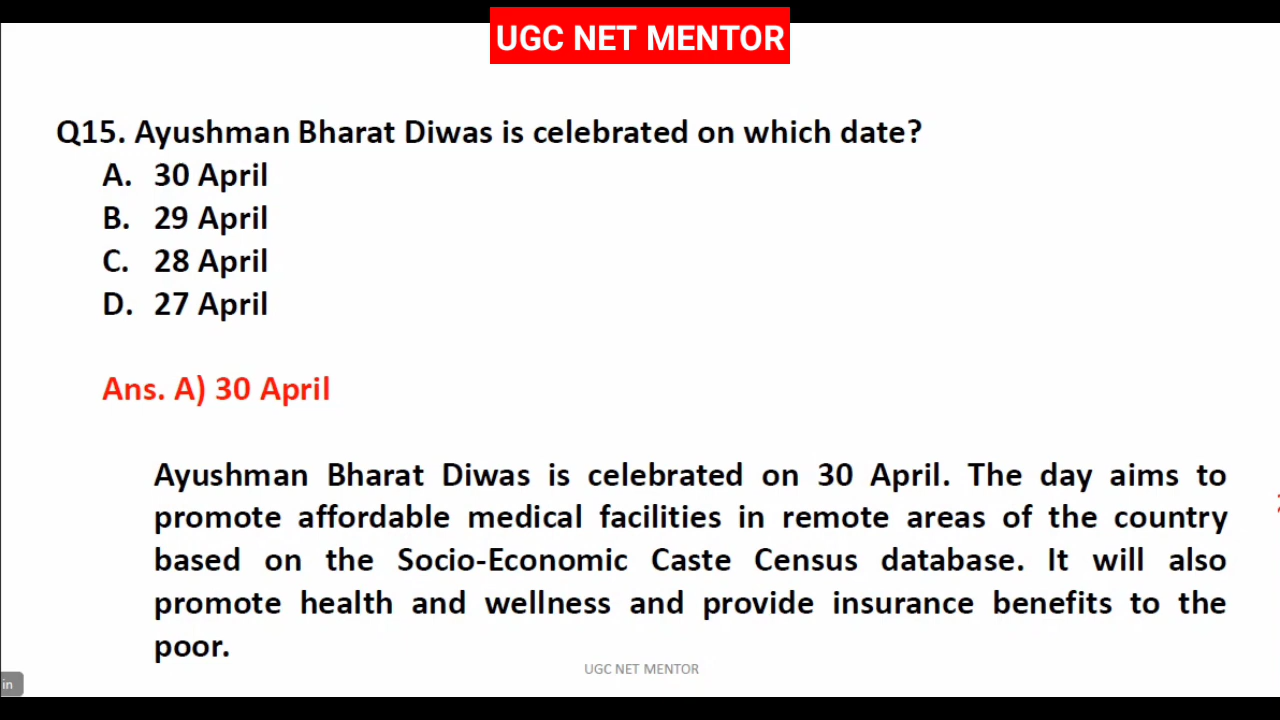 UGC NET MENTOR
Q15. Ayushman Bharat Diwas is celebrated on which date?
A. 30 April
B. 29 April
C. 28 April
D. 27 April
Ans. A) 30 April
Ayushman Bharat Diwas is celebrated on 30 April. The day aims to
promote affordable medical facilities in remote areas of the country
based on the Socio-Economic Caste Census database. It will also
promote health and wellness and provide insurance benefits to the
poor.
UGC NET MENTOR
in